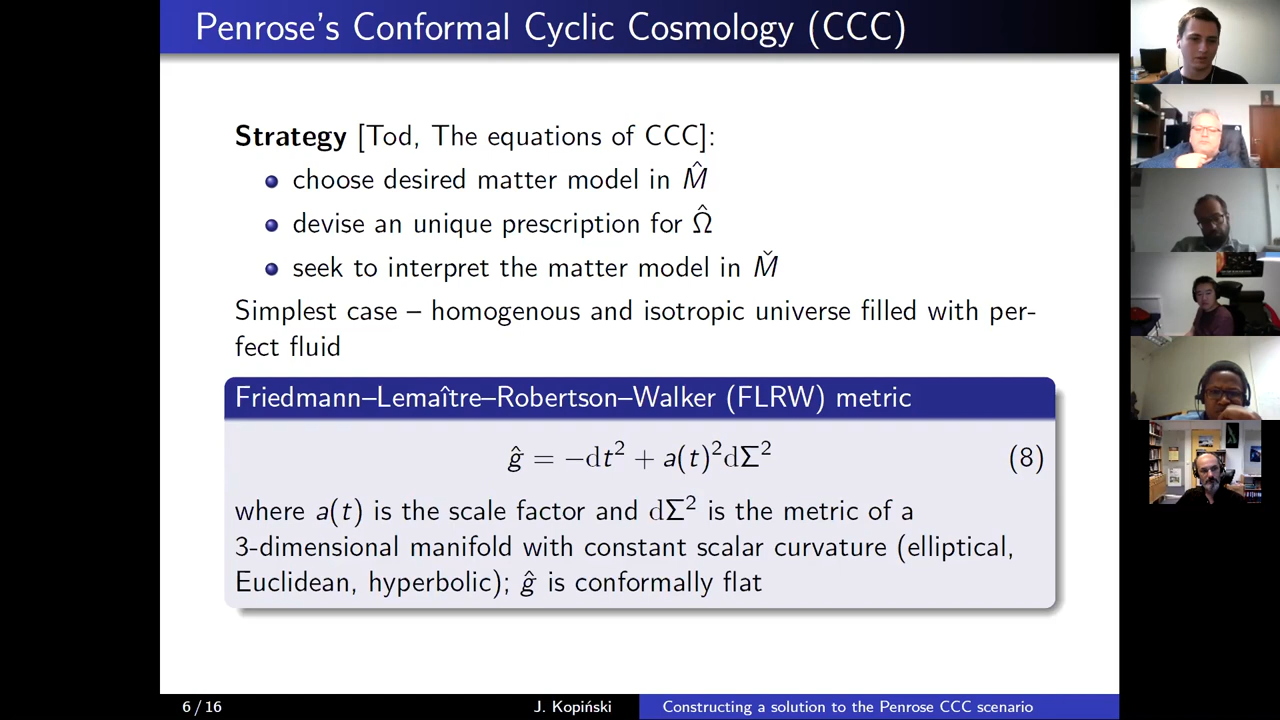 Penrose's Conformal Cyclic Cosmology (CCC)
Strategy [Tod, The equations of CCC]:
choose desired matter model in M̂
devise an unique prescription for Ω̂
seek to interpret the matter model in M̌
Simplest case – homogenous and isotropic universe filled with per-
fect fluid
Friedmann–Lemaître–Robertson–Walker (FLRW) metric
ĝ = −dt² + a(t)²dΣ² (8)
where a(t) is the scale factor and dΣ² is the metric of a
3-dimensional manifold with constant scalar curvature (elliptical,
Euclidean, hyperbolic); ĝ is conformally flat
6 / 16 J. Kopiński Constructing a solution to the Penrose CCC scenario